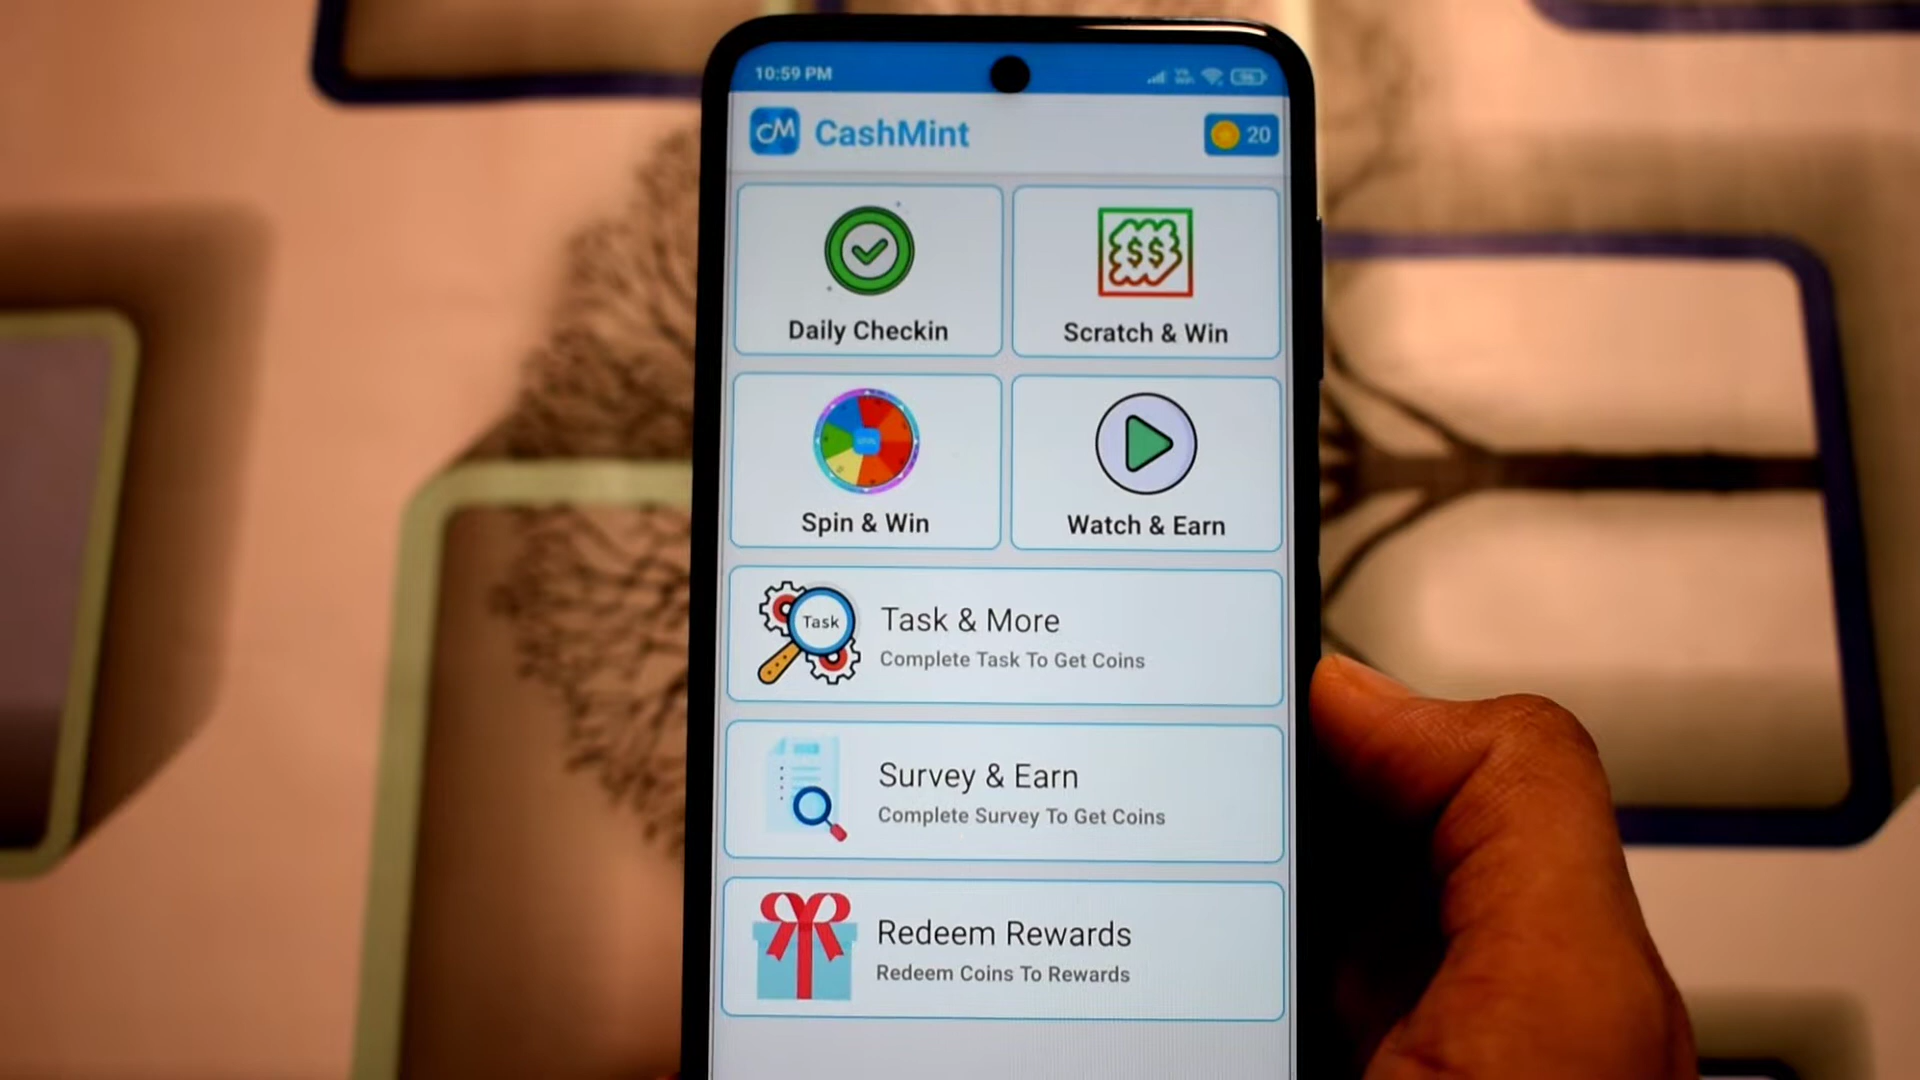 10:59 PM
CM CashMint
20
Daily Checkin
Scratch & Win
$$
Spin & Win
Watch & Earn
Task
Task & More
Complete Task To Get Coins
Survey & Earn
Complete Survey To Get Coins
Redeem Rewards
Redeem Coins To Rewards